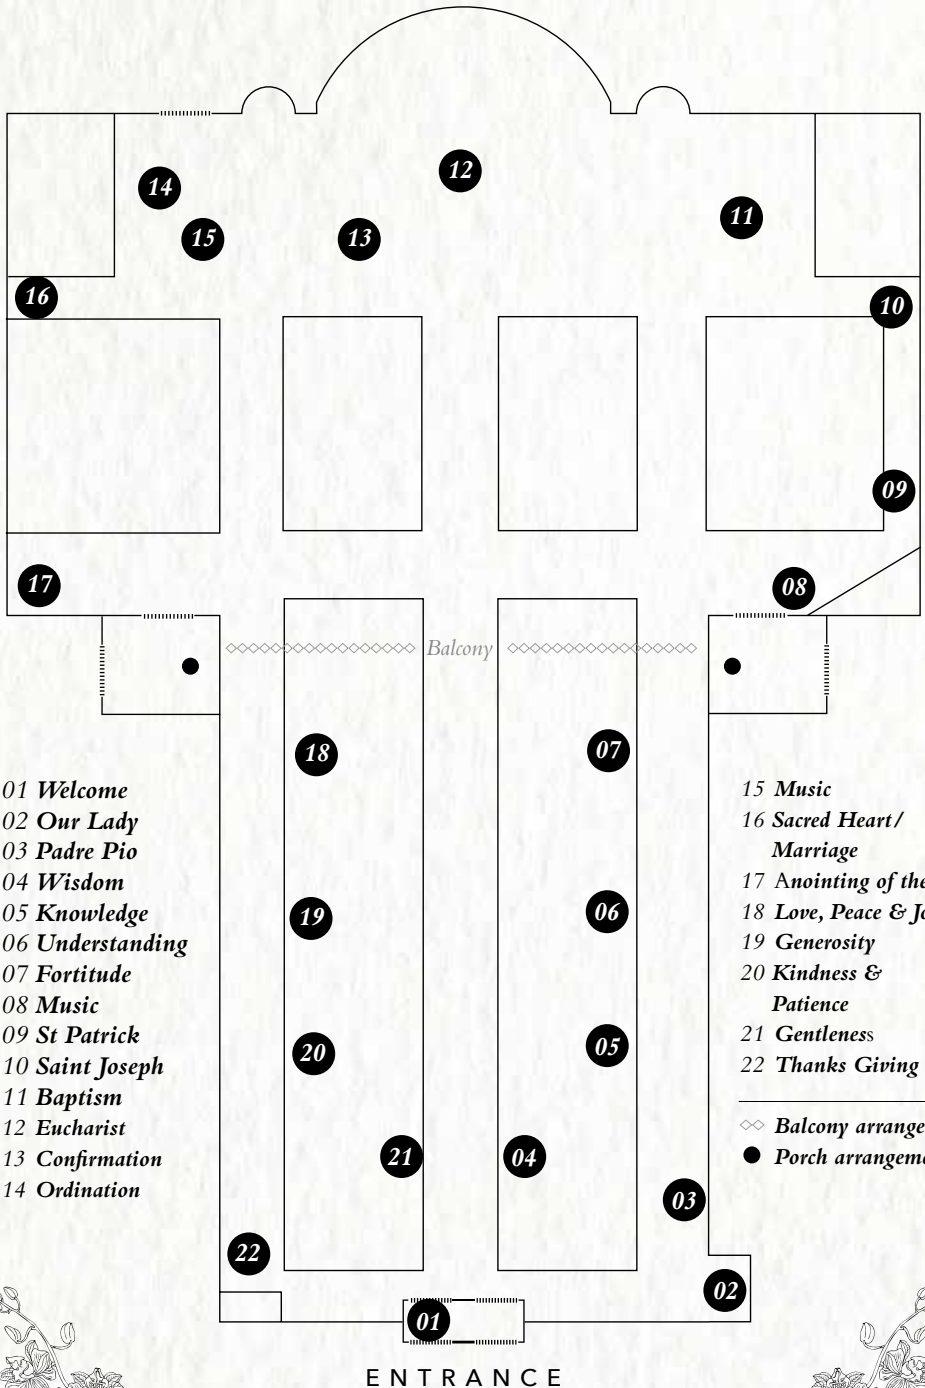 12
14
11
15
13
16
10
09
17
08
Balcony
18
07
19
06
20
05
21
04
03
22
02
01
01 Welcome
02 Our Lady
03 Padre Pio
04 Wisdom
05 Knowledge
06 Understanding
07 Fortitude
08 Music
09 St Patrick
10 Saint Joseph
11 Baptism
12 Eucharist
13 Confirmation
14 Ordination
15 Music
16 Sacred Heart/
Marriage
17 Anointing of the
18 Love, Peace & Jo
19 Generosity
20 Kindness &
Patience
21 Gentleness
22 Thanks Giving
Balcony arrange
Porch arrangem
ENTRANCE